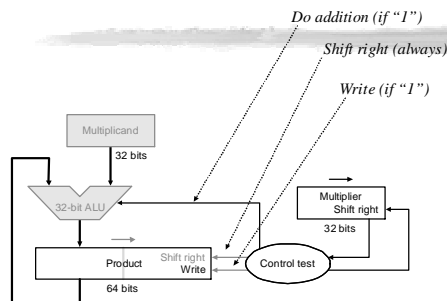 Do addition (if “1”)
Shift right (always)
Write (if “1”)
Multiplicand
32 bits
32-bit ALU
Multiplier
Shift right
32 bits
Product
Shift right
Write
Control test
64 bits